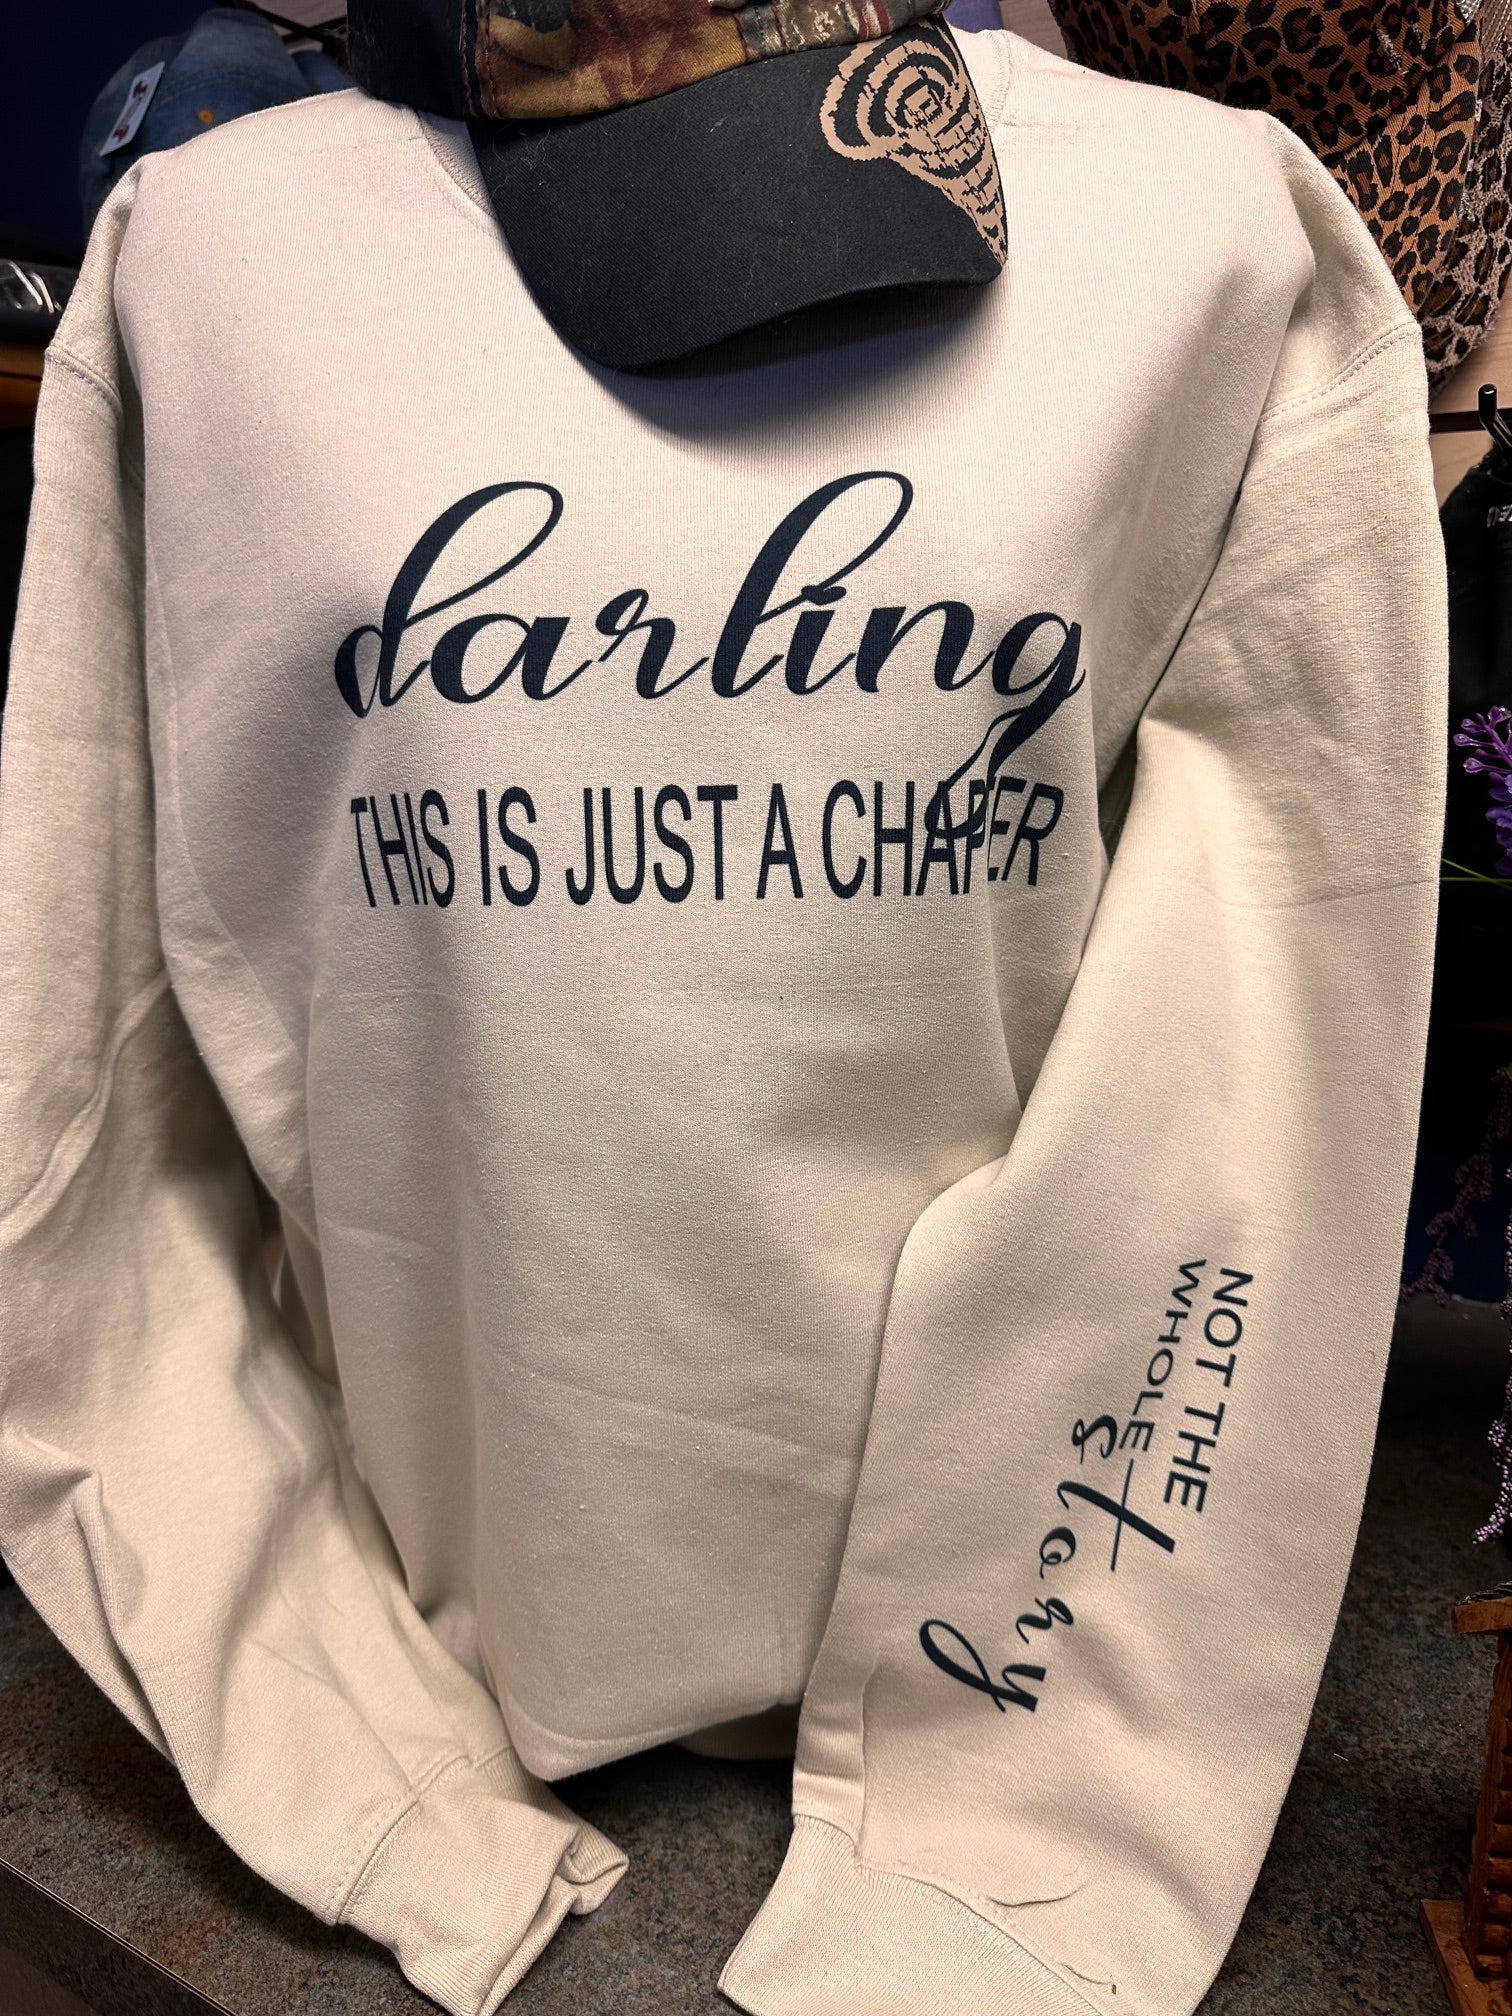 darling
THIS IS JUST A CHAPTER
NOT THE
WHOLE
story